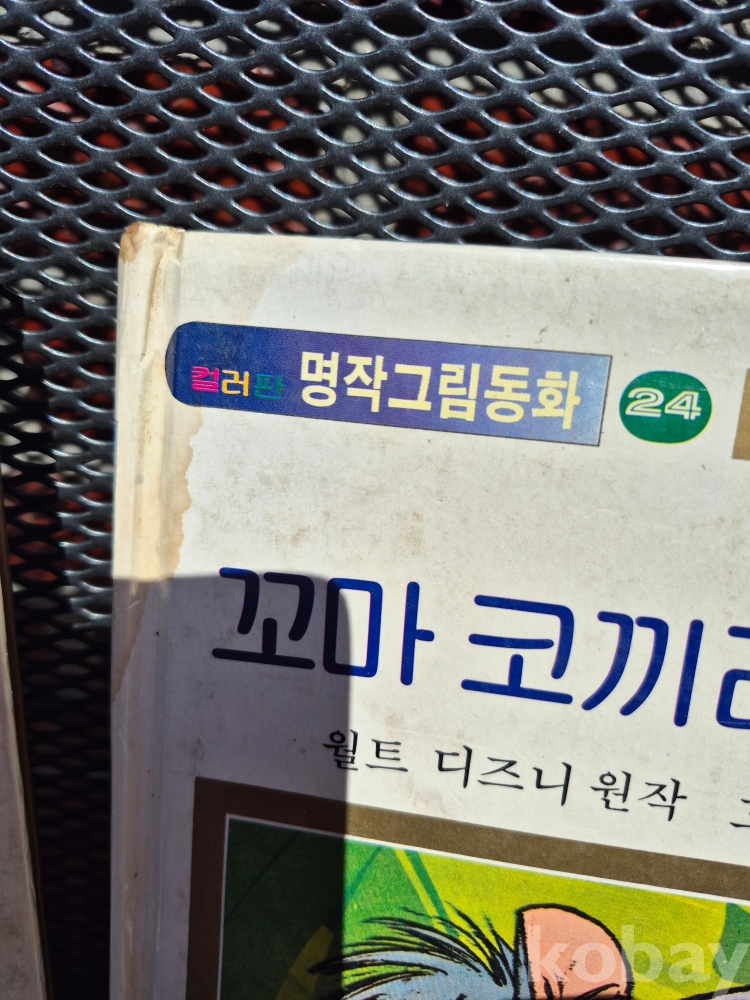 컬러판 명작그림동화 24
꼬마 코끼
월트 디즈니 원작
kobay